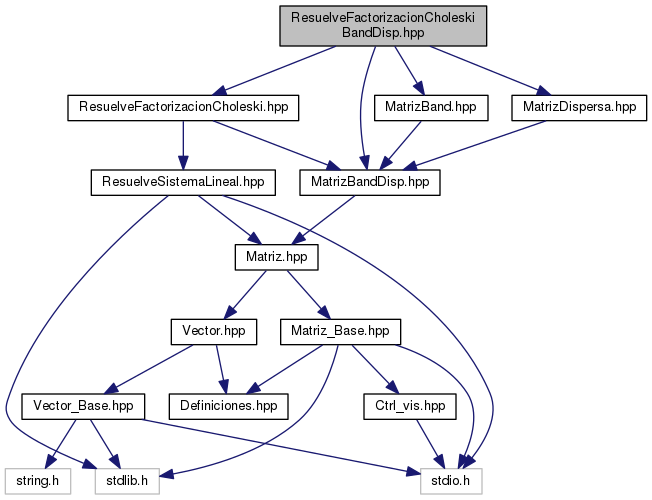 ResuelveFactorizacionCholeski
BandDisp.hpp
ResuelveFactorizacionCholeski.hpp
MatrizBand.hpp
MatrizDispersa.hpp
ResuelveSistemaLineal.hpp
MatrizBandDisp.hpp
Matriz.hpp
Vector.hpp
Matriz_Base.hpp
Vector_Base.hpp
Definiciones.hpp
Ctrl_vis.hpp
string.h
stdlib.h
stdio.h